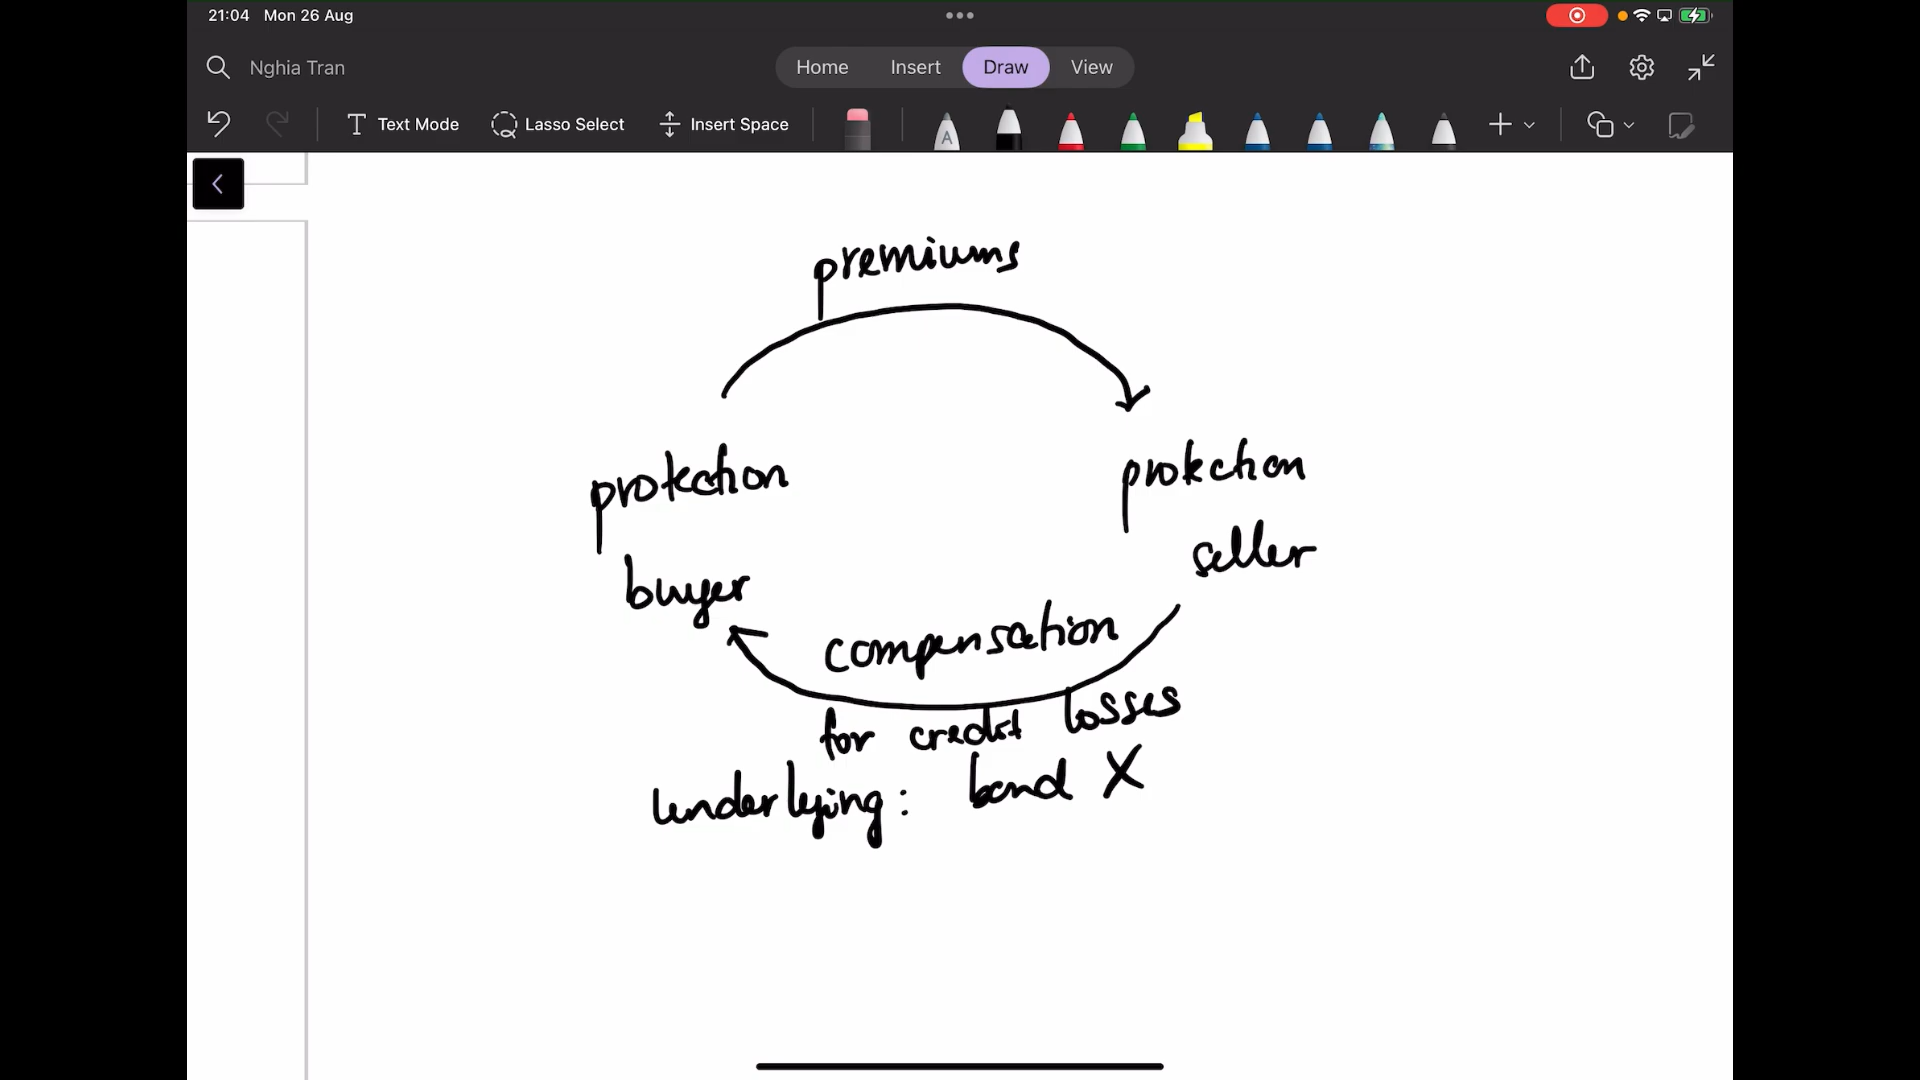 21:04 Mon 26 Aug
Nghia Tran
Home Insert Draw View
Text Mode Lasso Select Insert Space
A
premiums
protection
buyer
protection
seller
compensation
for credit losses
underlying: bond X